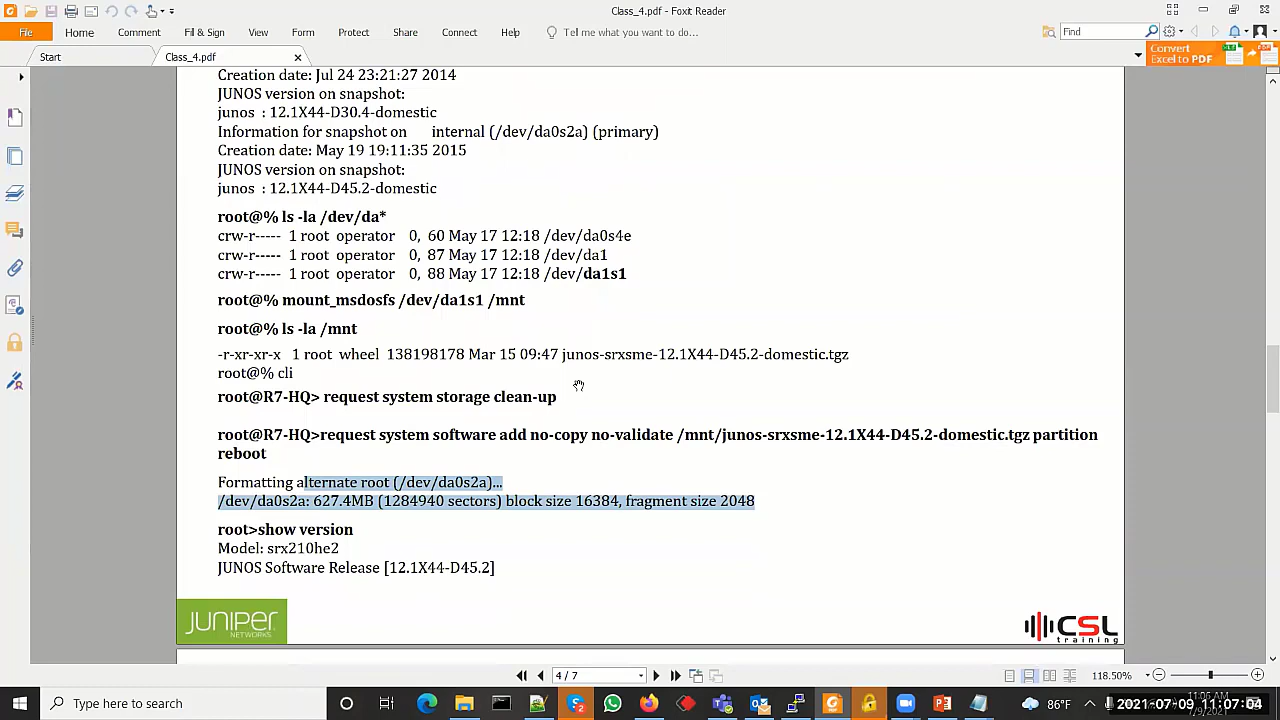 Class_4.pdf - Foxit Reader
File Home Comment Fill & Sign View Form Protect Share Connect Help Tell me what you want to do... Find
Start Class_4.pdf
Convert
Excel to PDF
Creation date: Jul 24 23:21:27 2014
JUNOS version on snapshot:
junos : 12.1X44-D30.4-domestic
Information for snapshot on internal (/dev/da0s2a) (primary)
Creation date: May 19 19:11:35 2015
JUNOS version on snapshot:
junos : 12.1X44-D45.2-domestic
root@% ls -la /dev/da*
crw-r----- 1 root operator 0, 60 May 17 12:18 /dev/da0s4e
crw-r----- 1 root operator 0, 87 May 17 12:18 /dev/da1
crw-r----- 1 root operator 0, 88 May 17 12:18 /dev/da1s1
root@% mount_msdosfs /dev/da1s1 /mnt
root@% ls -la /mnt
-r-xr-xr-x 1 root wheel 138198178 Mar 15 09:47 junos-srxsme-12.1X44-D45.2-domestic.tgz
root@% cli
root@R7-HQ> request system storage clean-up
root@R7-HQ>request system software add no-copy no-validate /mnt/junos-srxsme-12.1X44-D45.2-domestic.tgz partition
reboot
Formatting alternate root (/dev/da0s2a)...
/dev/da0s2a: 627.4MB (1284940 sectors) block size 16384, fragment size 2048
root>show version
Model: srx210he2
JUNOS Software Release [12.1X44-D45.2]
JUNIPER
NETWORKS
CSL
training
4 / 7
118.50%
Type here to search
86°F
2021-07-09 11:07:04